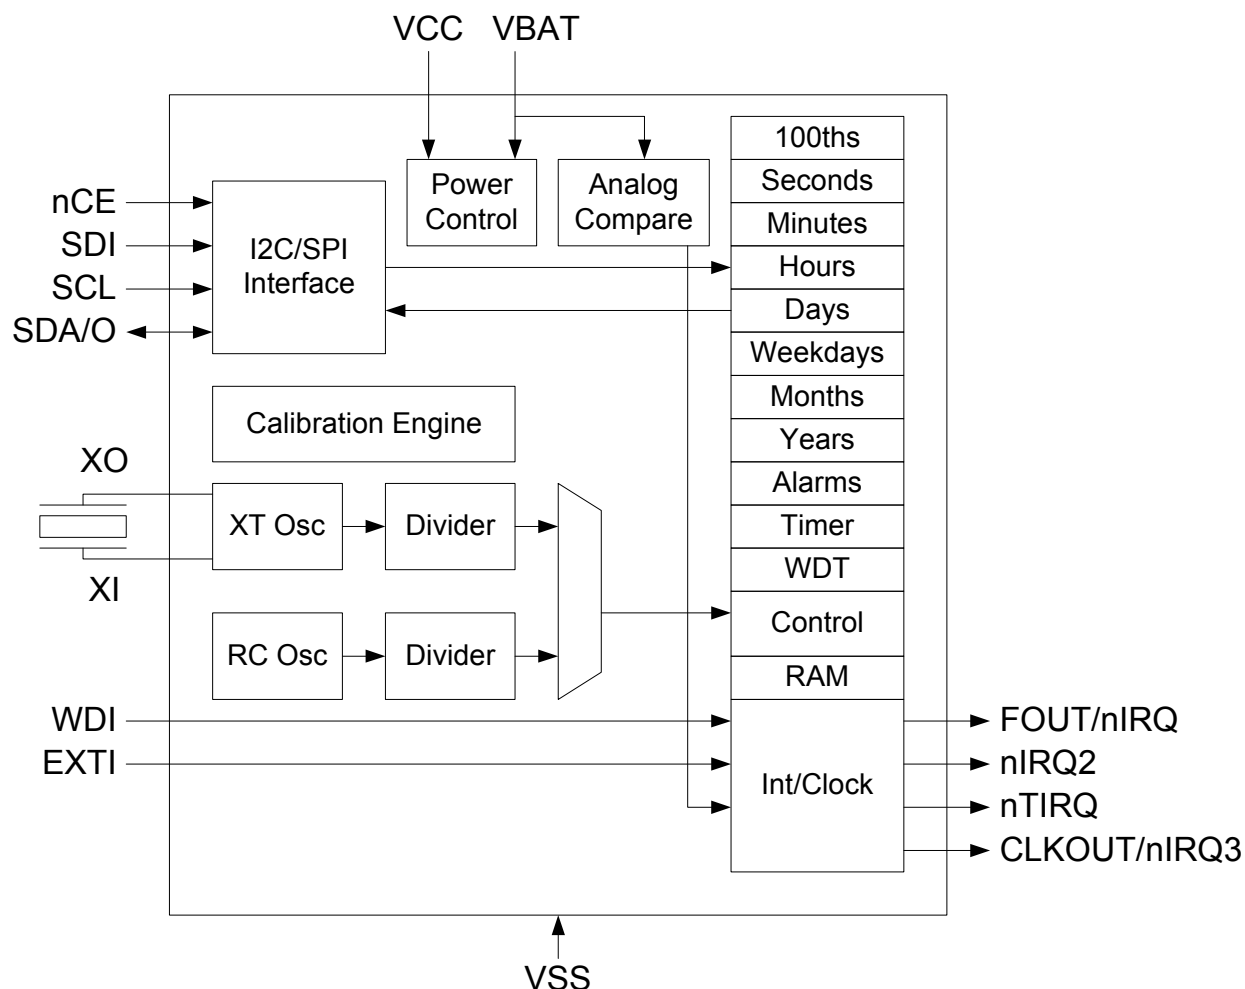 VCC
VBAT
nCE
SDI
SCL
SDA/O
I2C/SPI
Interface
Power
Control
Analog
Compare
100ths
Seconds
Minutes
Hours
Days
Weekdays
Months
Years
Alarms
Timer
WDT
Control
RAM
Int/Clock
Calibration Engine
XO
XI
XT Osc
Divider
RC Osc
Divider
WDI
EXTI
FOUT/nIRQ
nIRQ2
nTIRQ
CLKOUT/nIRQ3
VSS